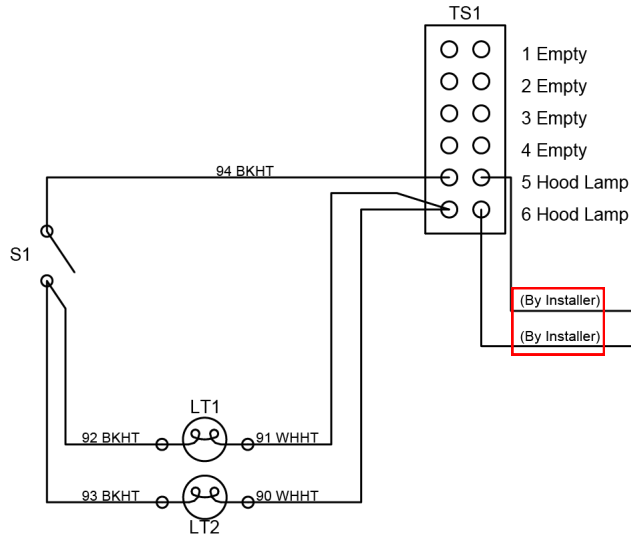 TS1
1 Empty
2 Empty
3 Empty
4 Empty
94 BKHT
5 Hood Lamp
6 Hood Lamp
S1
(By Installer)
(By Installer)
LT1
92 BKHT
91 WHHT
93 BKHT
90 WHHT
LT2